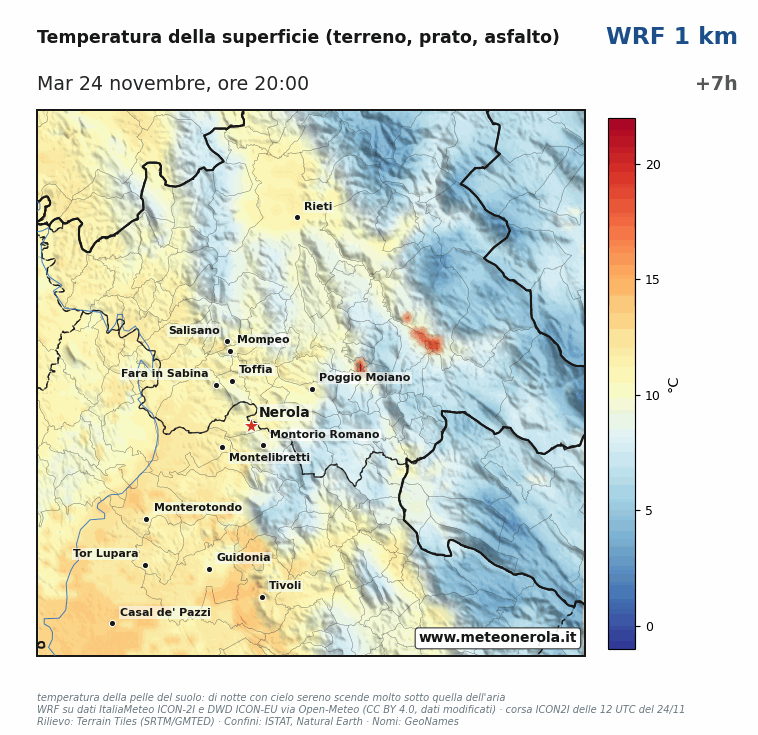 Temperatura della superficie (terreno, prato, asfalto)
WRF 1 km
Mar 24 novembre, ore 20:00
+7h
Rieti
Salisano
Mompeo
Fara in Sabina
Toffia
Poggio Moiano
Nerola
Montorio Romano
Montelibretti
Monterotondo
Tor Lupara
Guidonia
Tivoli
Casal de' Pazzi
www.meteonerola.it
20
15
10
5
0
°C
temperatura della pelle del suolo: di notte con cielo sereno scende molto sotto quella dell'aria
WRF su dati ItaliaMeteo ICON-2I e DWD ICON-EU via Open-Meteo (CC BY 4.0, dati modificati) · corsa ICON2I delle 12 UTC del 24/11
Rilievo: Terrain Tiles (SRTM/GMTED) · Confini: ISTAT, Natural Earth · Nomi: GeoNames